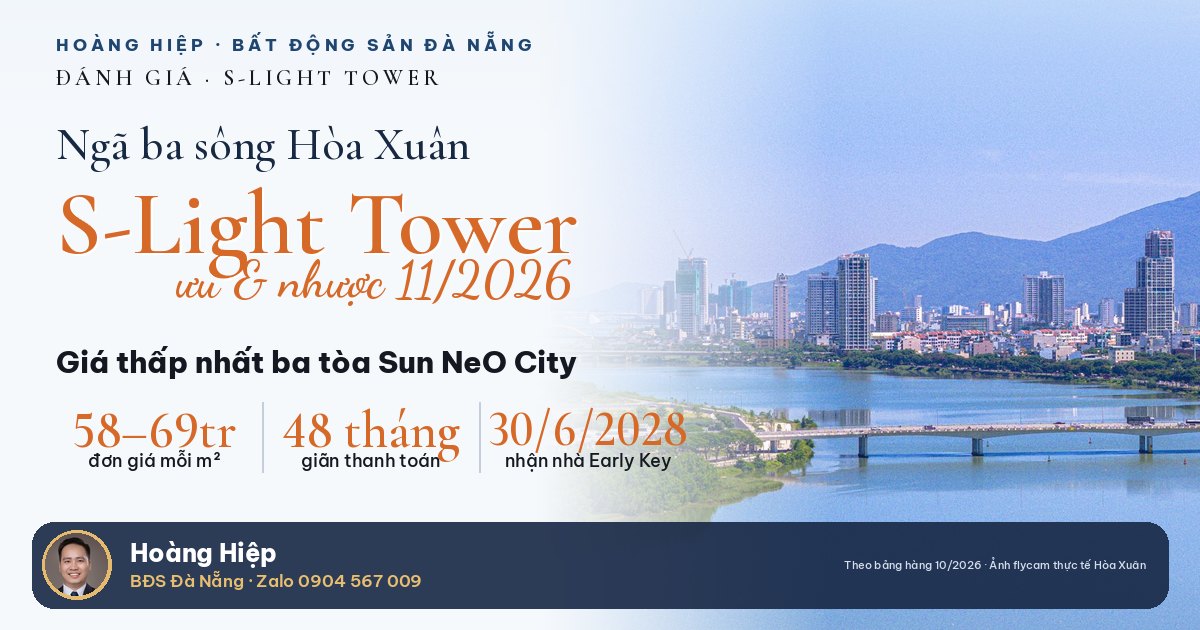 HOÀNG HIỆP · BẤT ĐỘNG SẢN ĐÀ NẴNG
ĐÁNH GIÁ · S-LIGHT TOWER
Ngã ba sông Hòa Xuân
S-Light Tower
ưu & nhược 11/2026
Giá thấp nhất ba tòa Sun NeO City
58–69tr
đơn giá mỗi m²
48 tháng
giãn thanh toán
30/6/2028
nhận nhà Early Key
Hoàng Hiệp
BĐS Đà Nẵng · Zalo 0904 567 009
Theo bảng hàng 10/2026 · Ảnh flycam thực tế Hòa Xuân